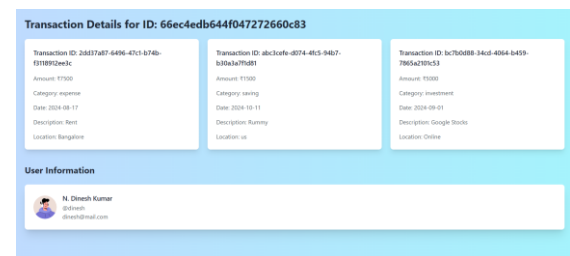 Transaction Details for ID: 66ec4edb644f047272660c83
Transaction ID: 2dd37a87-6496-47c1-b74b-
f3118912ee3c
Amount: ₹7500
Category: expense
Date: 2024-08-17
Description: Rent
Location: Bangalore
Transaction ID: abc3cefe-d074-4fc5-94b7-
b30a3a7f1d81
Amount: ₹1500
Category: saving
Date: 2024-10-11
Description: Rummy
Location: us
Transaction ID: bc7b0d88-34cd-4064-b459-
7865a2101c53
Amount: ₹5000
Category: investment
Date: 2024-09-01
Description: Google Stocks
Location: Online
User Information
N. Dinesh Kumar
@dinesh
dinesh@mail.com